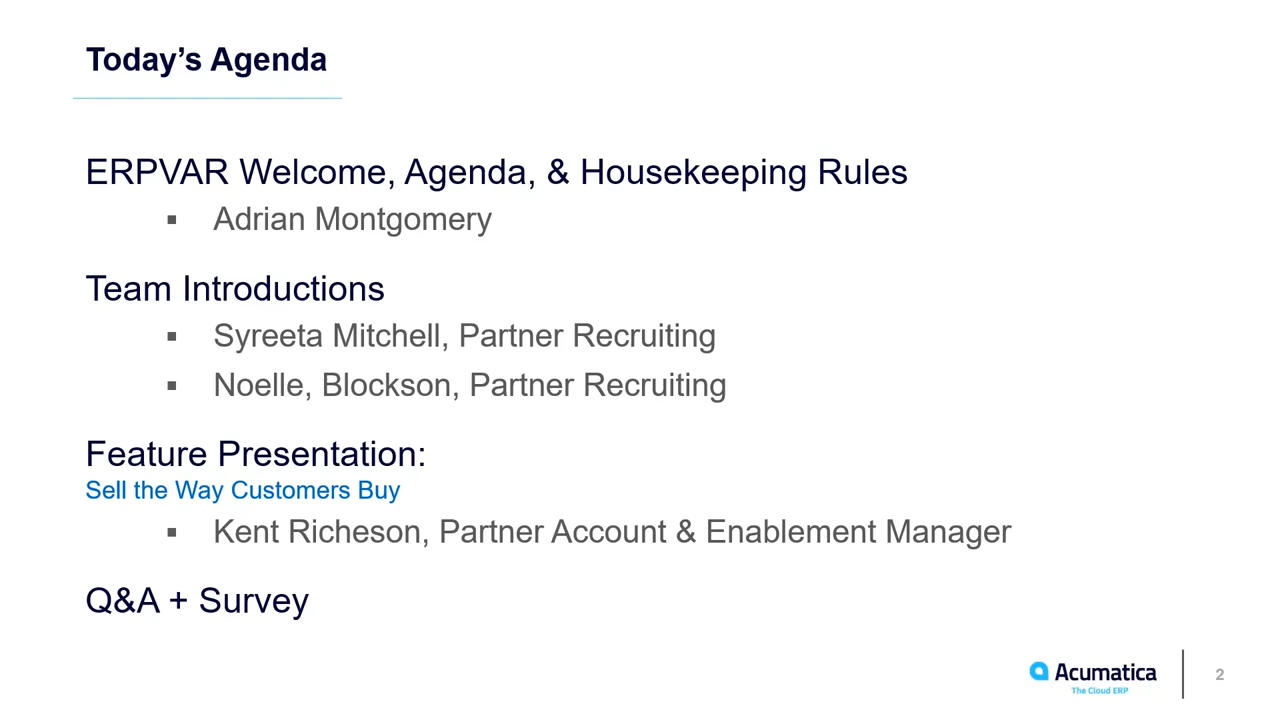 Today’s Agenda
ERPVAR Welcome, Agenda, & Housekeeping Rules
▪ Adrian Montgomery
Team Introductions
▪ Syreeta Mitchell, Partner Recruiting
▪ Noelle, Blockson, Partner Recruiting
Feature Presentation:
Sell the Way Customers Buy
▪ Kent Richeson, Partner Account & Enablement Manager
Q&A + Survey
Acumatica
The Cloud ERP
2